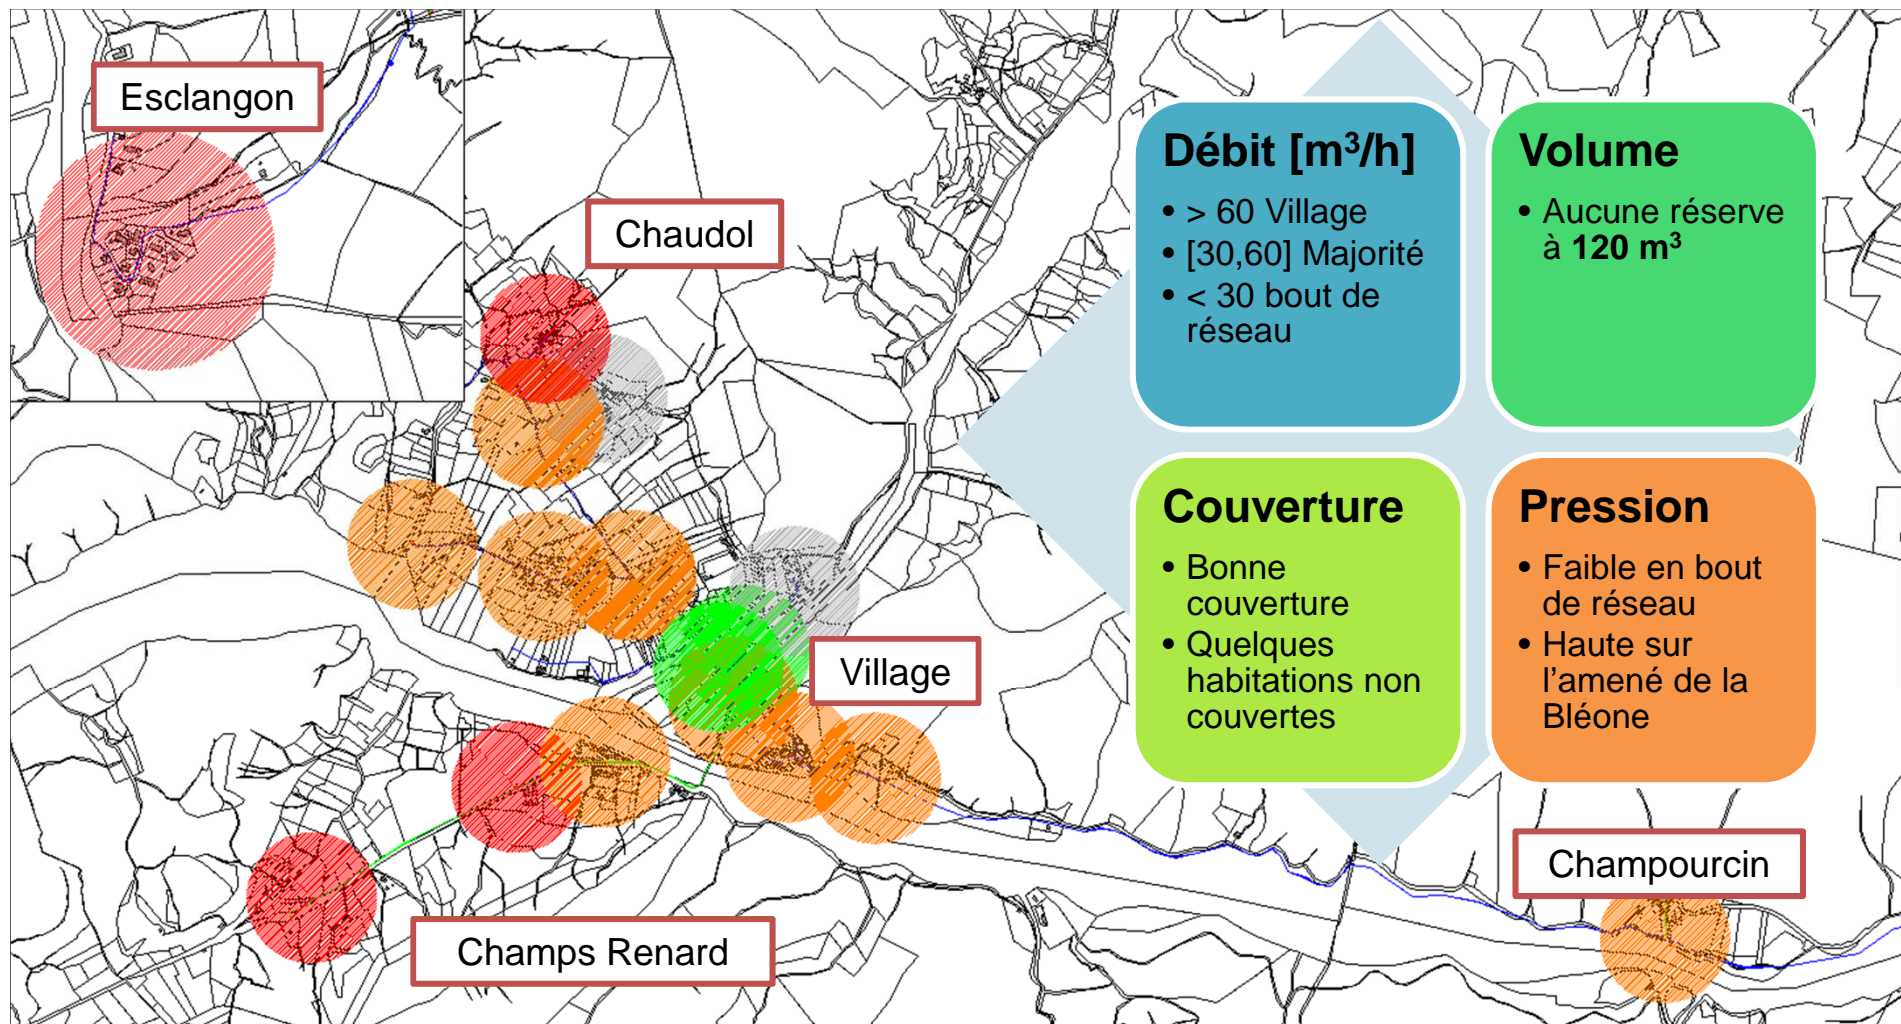 Esclangon
Chaudol
Débit [m³/h]
• > 60 Village
• [30,60] Majorité
• < 30 bout de
réseau
Volume
• Aucune réserve
à 120 m³
Couverture
• Bonne
couverture
• Quelques
habitations non
couvertes
Pression
• Faible en bout
de réseau
• Haute sur
l’amené de la
Bléone
Village
Champourcin
Champs Renard